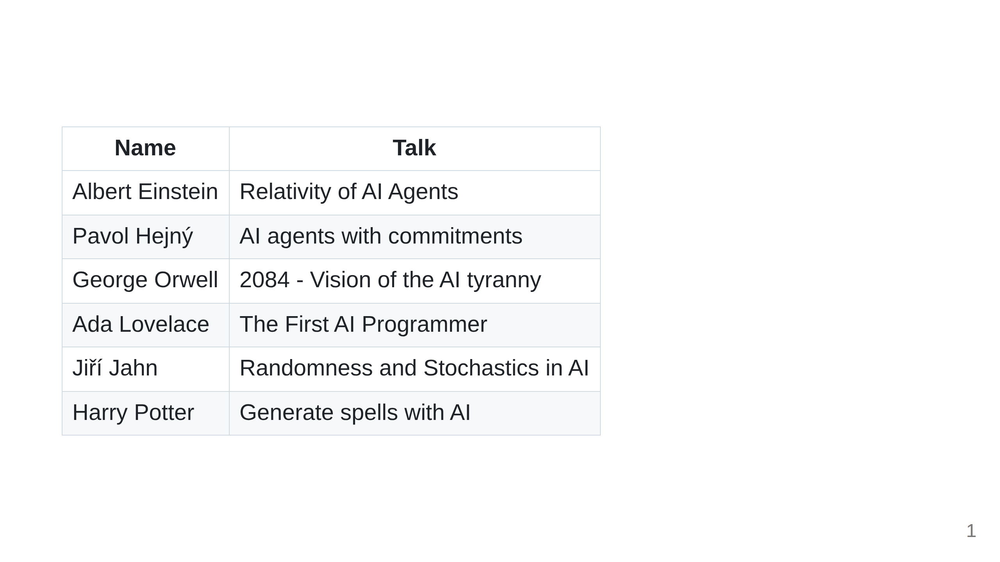 Name Talk
Albert Einstein Relativity of AI Agents
Pavol Hejný AI agents with commitments
George Orwell 2084 - Vision of the AI tyranny
Ada Lovelace The First AI Programmer
Jiří Jahn Randomness and Stochastics in AI
Harry Potter Generate spells with AI
1